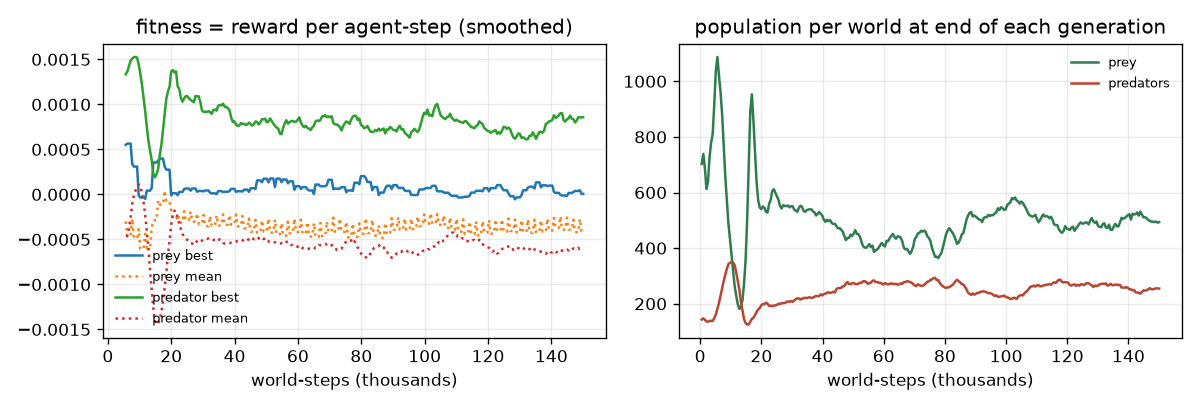 fitness = reward per agent-step (smoothed)
0.0015
0.0010
0.0005
0.0000
−0.0005
−0.0010
−0.0015
prey best
prey mean
predator best
predator mean
0 20 40 60 80 100 120 140
world-steps (thousands)
population per world at end of each generation
1000
800
600
400
200
prey
predators
0 20 40 60 80 100 120 140
world-steps (thousands)